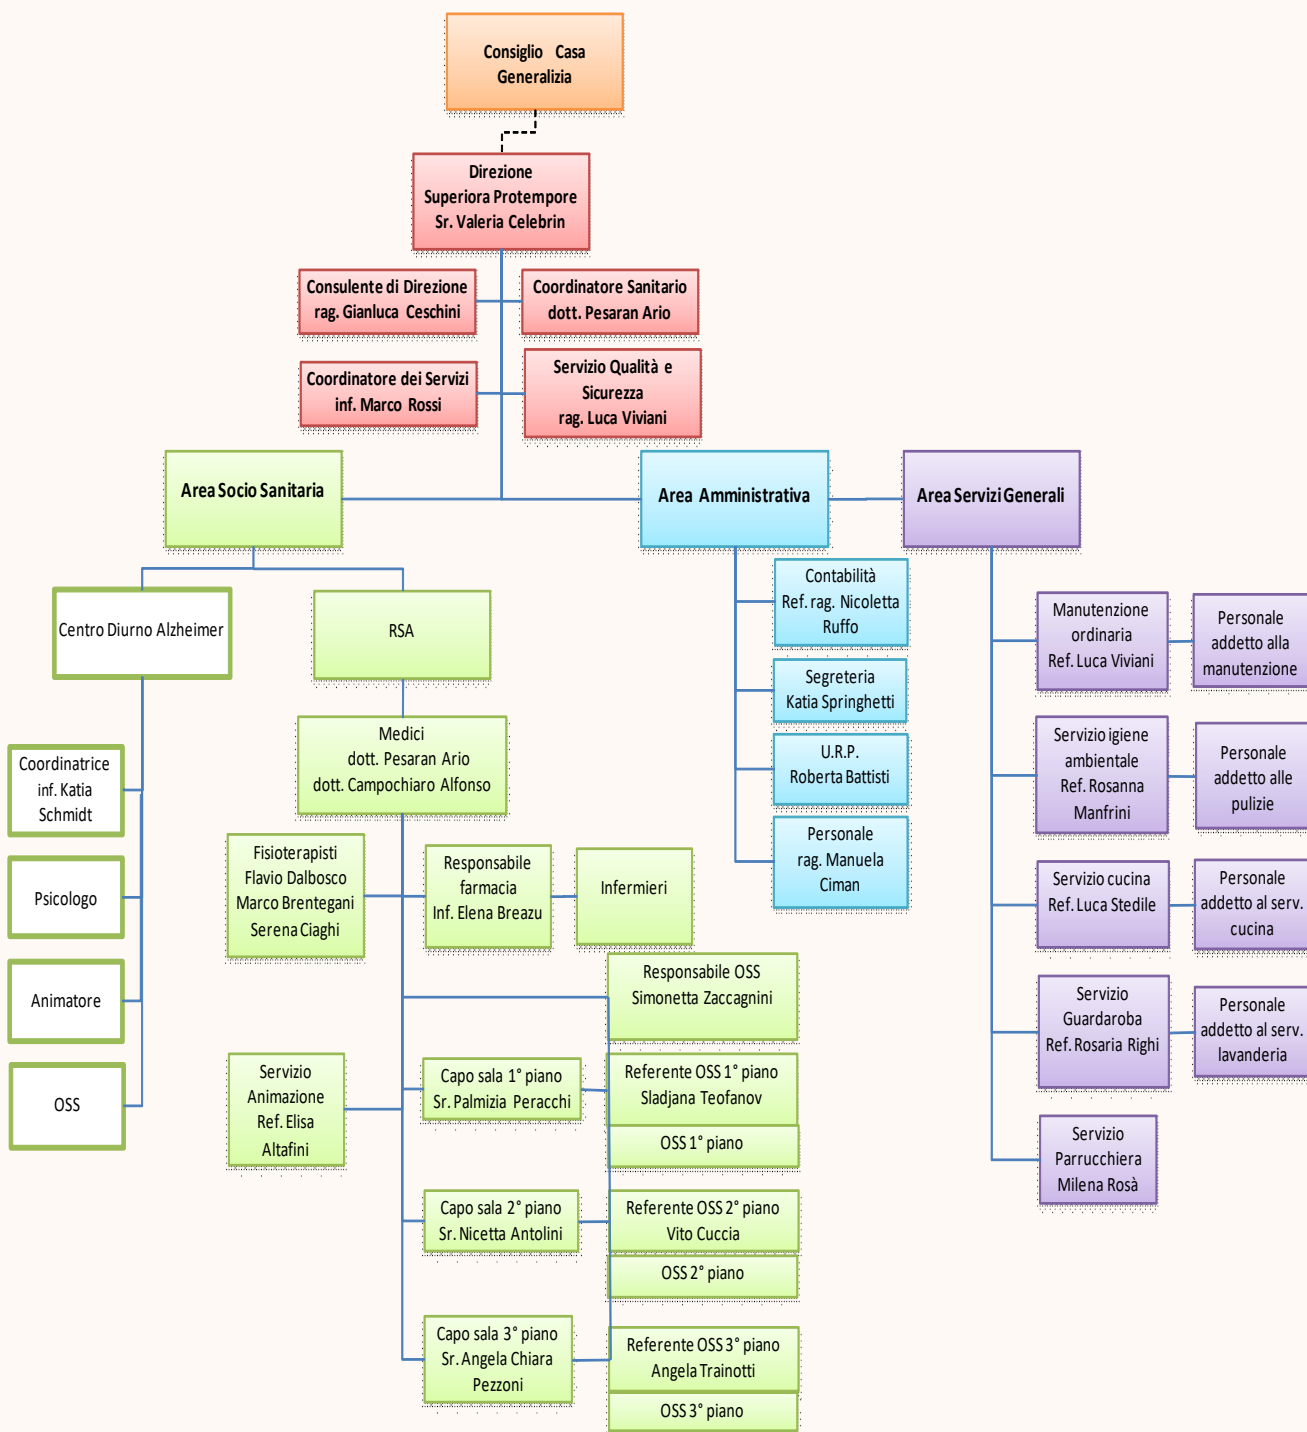 Consiglio Casa
Generalizia
Direzione
Superiora Protempore
Sr. Valeria Celebrin
Consulente di Direzione
rag. Gianluca Ceschini
Coordinatore Sanitario
dott. Pesaran Ario
Coordinatore dei Servizi
inf. Marco Rossi
Servizio Qualità e
Sicurezza
rag. Luca Viviani
Area Socio Sanitaria
Area Amministrativa
Area Servizi Generali
Centro Diurno Alzheimer
Coordinatrice
inf. Katia
Schmidt
Psicologo
Animatore
OSS
RSA
Medici
dott. Pesaran Ario
dott. Campochiaro Alfonso
Fisioterapisti
Flavio Dalbosco
Marco Brentegani
Serena Ciaghi
Responsabile
farmacia
Inf. Elena Breazu
Infermieri
Responsabile OSS
Simonetta Zaccagnini
Servizio
Animazione
Ref. Elisa
Altafini
Capo sala 1° piano
Sr. Palmizia Peracchi
Referente OSS 1° piano
Sladjana Teofanov
OSS 1° piano
Capo sala 2° piano
Sr. Nicetta Antolini
Referente OSS 2° piano
Vito Cuccia
OSS 2° piano
Capo sala 3° piano
Sr. Angela Chiara
Pezzoni
Referente OSS 3° piano
Angela Trainotti
OSS 3° piano
Contabilità
Ref. rag. Nicoletta
Ruffo
Segreteria
Katia Springhetti
U.R.P.
Roberta Battisti
Personale
rag. Manuela
Ciman
Manutenzione
ordinaria
Ref. Luca Viviani
Personale
addetto alla
manutenzione
Servizio igiene
ambientale
Ref. Rosanna
Manfrini
Personale
addetto alle
pulizie
Servizio cucina
Ref. Luca Stedile
Personale
addetto al serv.
cucina
Servizio
Guardaroba
Ref. Rosaria Righi
Personale
addetto al serv.
lavanderia
Servizio
Parrucchiera
Milena Rosà